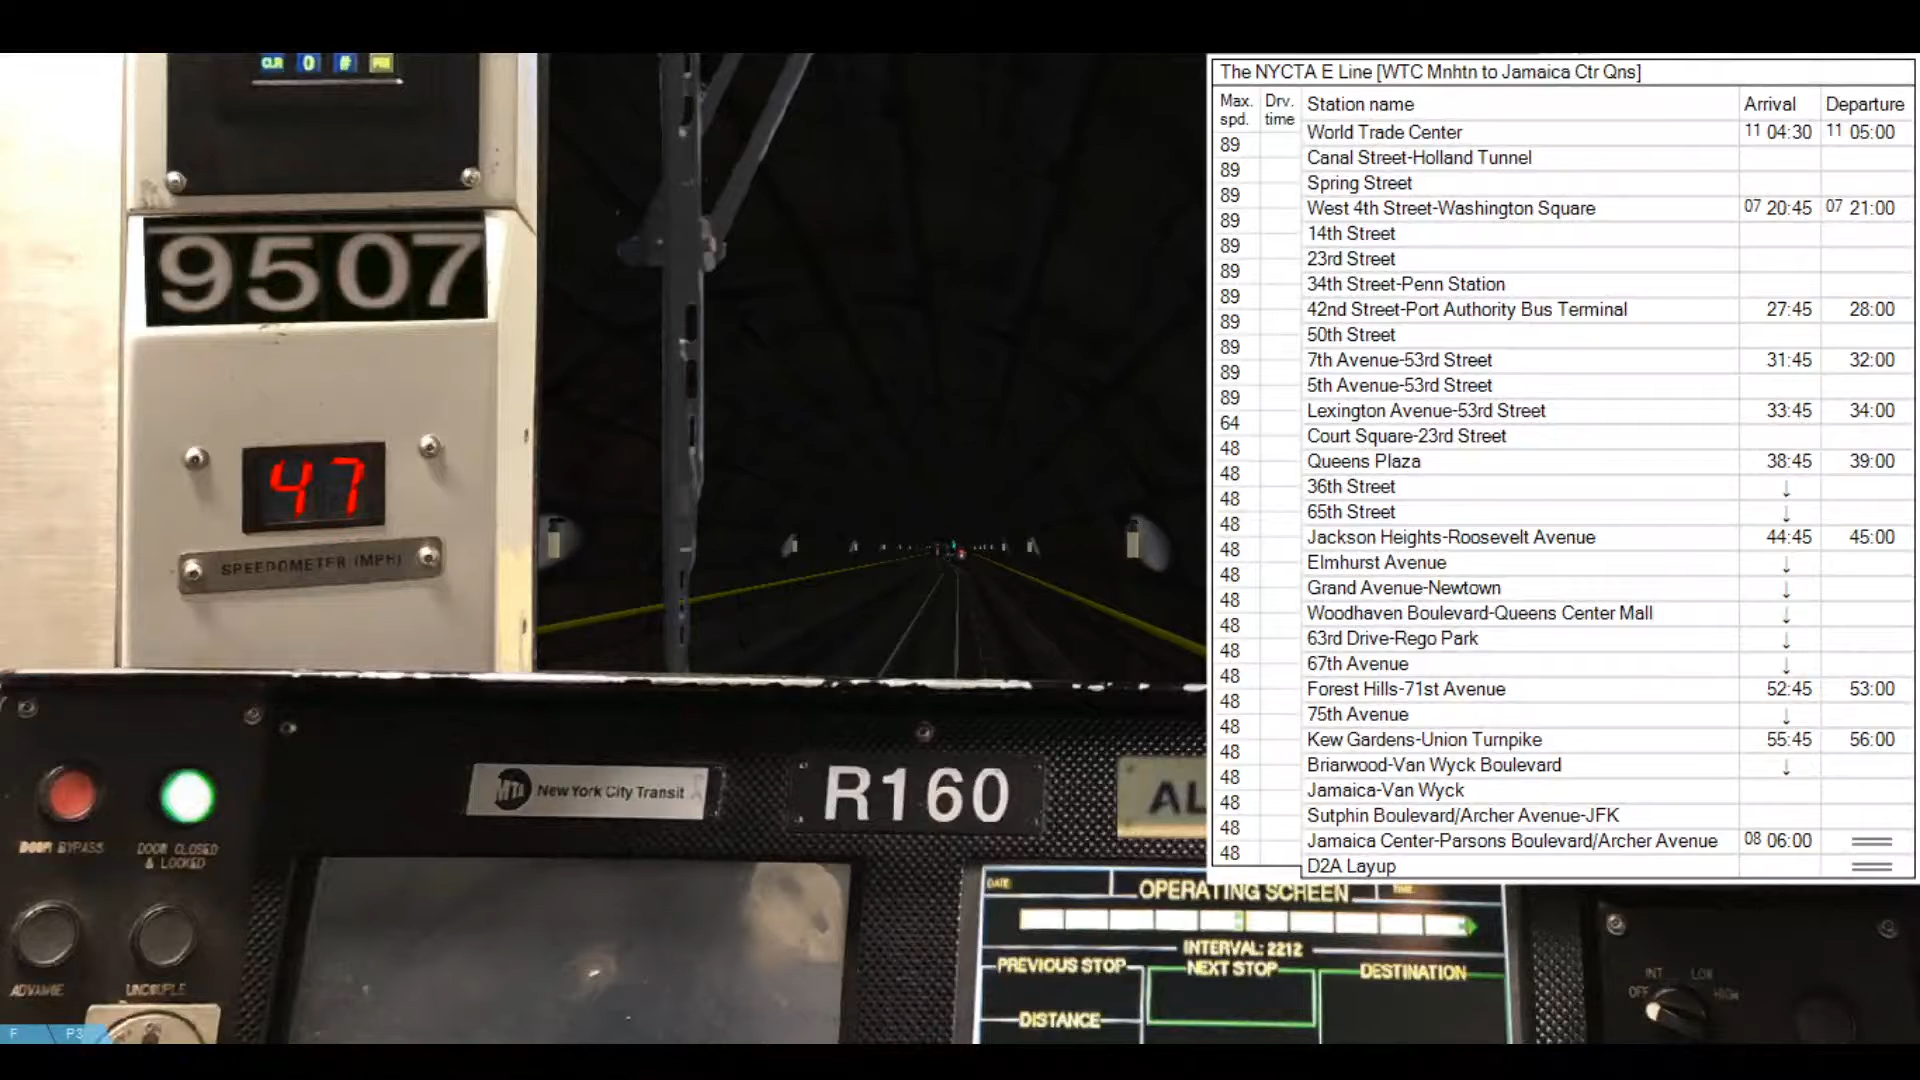 CLR 0 # PRE
9507
47
SPEEDOMETER (MPH)
DOOR BYPASS
DOOR CLOSED & LOCKED
ADVANCE
UNCOUPLE
F P3
MTA New York City Transit
R160
AL
DATE
OPERATING SCREEN
TIME
INTERVAL: 2212
PREVIOUS STOP
NEXT STOP
DESTINATION
DISTANCE
OFF INT LOW HIGH
The NYCTA E Line [WTC Mnhtn to Jamaica Ctr Qns]
Max. spd. Drv. time Station name Arrival Departure
World Trade Center 11 04:30 11 05:00
89
Canal Street-Holland Tunnel
89
Spring Street
89
West 4th Street-Washington Square 07 20:45 07 21:00
89
14th Street
89
23rd Street
89
34th Street-Penn Station
89
42nd Street-Port Authority Bus Terminal 27:45 28:00
89
50th Street
89
7th Avenue-53rd Street 31:45 32:00
89
5th Avenue-53rd Street
89
Lexington Avenue-53rd Street 33:45 34:00
64
Court Square-23rd Street
48
Queens Plaza 38:45 39:00
48
36th Street ↓
48
65th Street ↓
48
Jackson Heights-Roosevelt Avenue 44:45 45:00
48
Elmhurst Avenue ↓
48
Grand Avenue-Newtown ↓
48
Woodhaven Boulevard-Queens Center Mall ↓
48
63rd Drive-Rego Park ↓
48
67th Avenue ↓
48
Forest Hills-71st Avenue 52:45 53:00
48
75th Avenue ↓
48
Kew Gardens-Union Turnpike 55:45 56:00
48
Briarwood-Van Wyck Boulevard ↓
48
Jamaica-Van Wyck
48
Sutphin Boulevard/Archer Avenue-JFK
48
Jamaica Center-Parsons Boulevard/Archer Avenue 08 06:00
48
D2A Layup